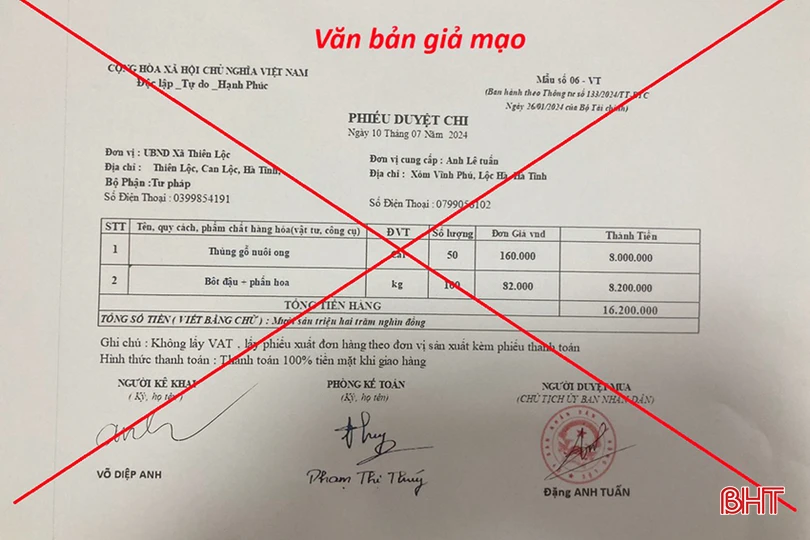 Văn bản giả mạo
CỘNG HÒA XÃ HỘI CHỦ NGHĨA VIỆT NAM
Độc lập _Tự do _Hạnh Phúc
Mẫu số 06 - VT
(Ban hành theo Thông tư số 133/2024/TT-BTC
Ngày 26/01/2024 của Bộ Tài chính)
PHIẾU DUYỆT CHI
Ngày 10 Tháng 07 Năm 2024
Đơn vị : UBND Xã Thiên Lộc
Địa chỉ : Thiên Lộc, Can Lộc, Hà Tĩnh,
Bộ Phận :Tư pháp
Số Điện Thoại : 0399854191
Đơn vị cung cấp : Anh Lê tuấn
Địa chỉ : Xóm Vĩnh Phú, Lộc Hà, Hà Tĩnh
Số Điện Thoại :
STT Tên, quy cách, phẩm chất hàng hóa(vật tư, công cụ) ĐVT Số lượng Đơn Giá vnđ Thành Tiền
1 Thùng gỗ nuôi ong cái 50 160.000 8.000.000
2 Bột đậu + phấn hoa kg 100 82.000 8.200.000
TỔNG TIỀN HÀNG 16.200.000
TỔNG SỐ TIỀN ( VIẾT BẰNG CHỮ ) : Mười sáu triệu hai trăm nghìn đồng
Ghi chú : Không lấy VAT , lấy phiếu xuất đơn hàng theo đơn vị sản xuất kèm phiếu thanh toán
Hình thức thanh toán : Thanh toán 100% tiền mặt khi giao hàng
NGƯỜI KÊ KHAI
( Ký, họ tên )
PHÒNG KẾ TOÁN
( Ký, họ tên)
NGƯỜI DUYỆT MUA
(CHỦ TỊCH ỦY BAN NHÂN DÂN)
anh
Thuy
Phạm Thị Thúy
VÕ DIỆP ANH
Đặng ANH TUẤN
BHT